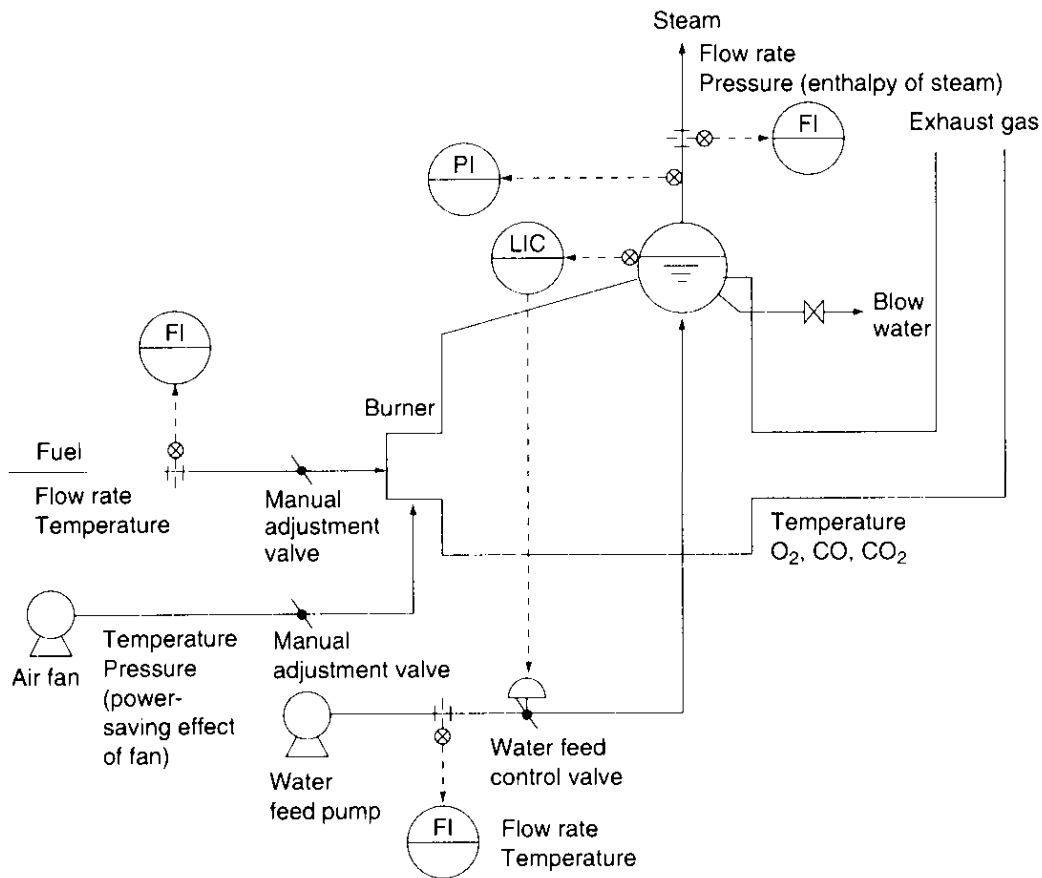 Steam
Flow rate
Pressure (enthalpy of steam)
FI
Exhaust gas
PI
LIC
Blow
water
FI
Burner
Fuel
Flow rate
Temperature
Manual
adjustment
valve
Temperature
O₂, CO, CO₂
Air fan
Temperature
Pressure
(power-
saving effect
of fan)
Manual
adjustment valve
Water
feed pump
Water feed
control valve
FI
Flow rate
Temperature